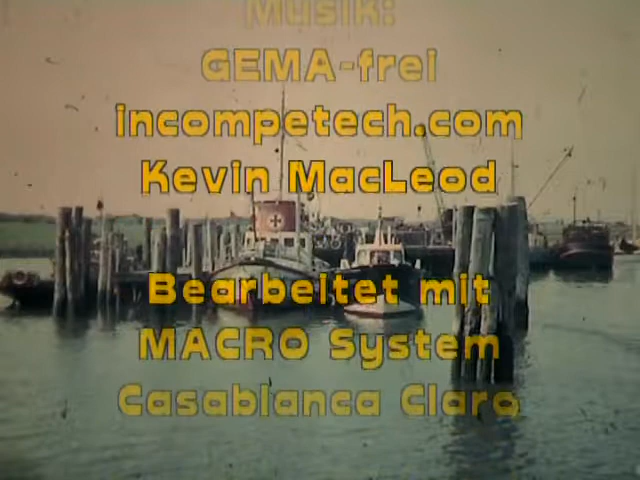 Musik:
GEMA-frei
incompetech.com
Kevin MacLeod
Bearbeitet mit
MACRO System
Casablanca Claro